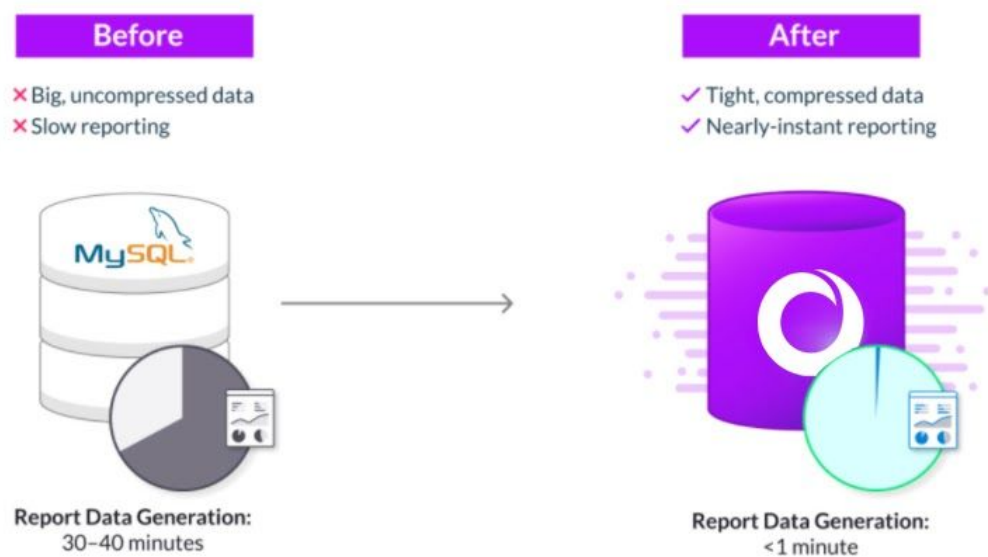 Before
✕ Big, uncompressed data
✕ Slow reporting
MySQL®
Report Data Generation:
30–40 minutes
After
✓ Tight, compressed data
✓ Nearly-instant reporting
Report Data Generation:
<1 minute